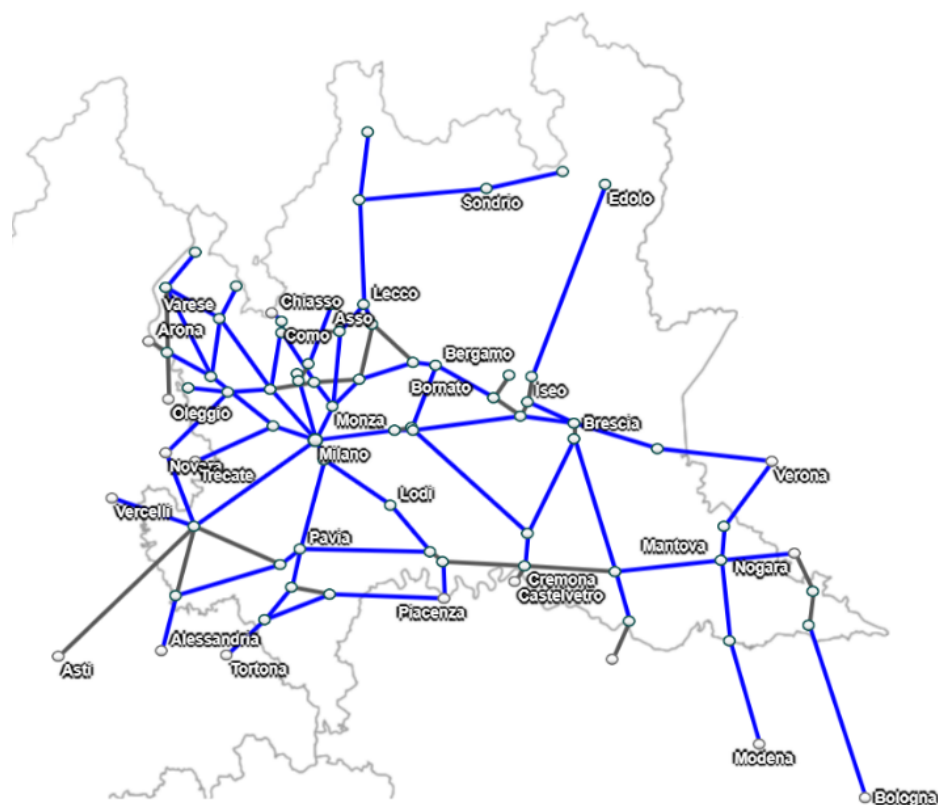 Sondrio
Edolo
Lecco
Chiasso
Varese
Asso
Arona
Como
Bergamo
Bornato
Iseo
Oleggio
Monza
Brescia
Milano
Novara
Trecate
Verona
Lodi
Vercelli
Pavia
Mantova
Nogara
Cremona
Castelvetro
Piacenza
Alessandria
Asti
Tortona
Modena
Bologna